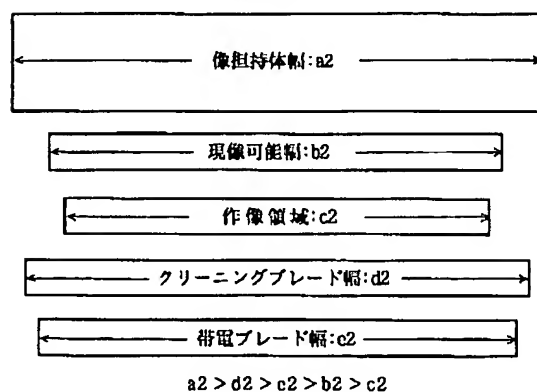 像担持体幅:a2
現像可能幅:b2
作像領域:c2
クリーニングブレード幅:d2
帯電ブレード幅:e2
a2>d2>e2>b2>c2